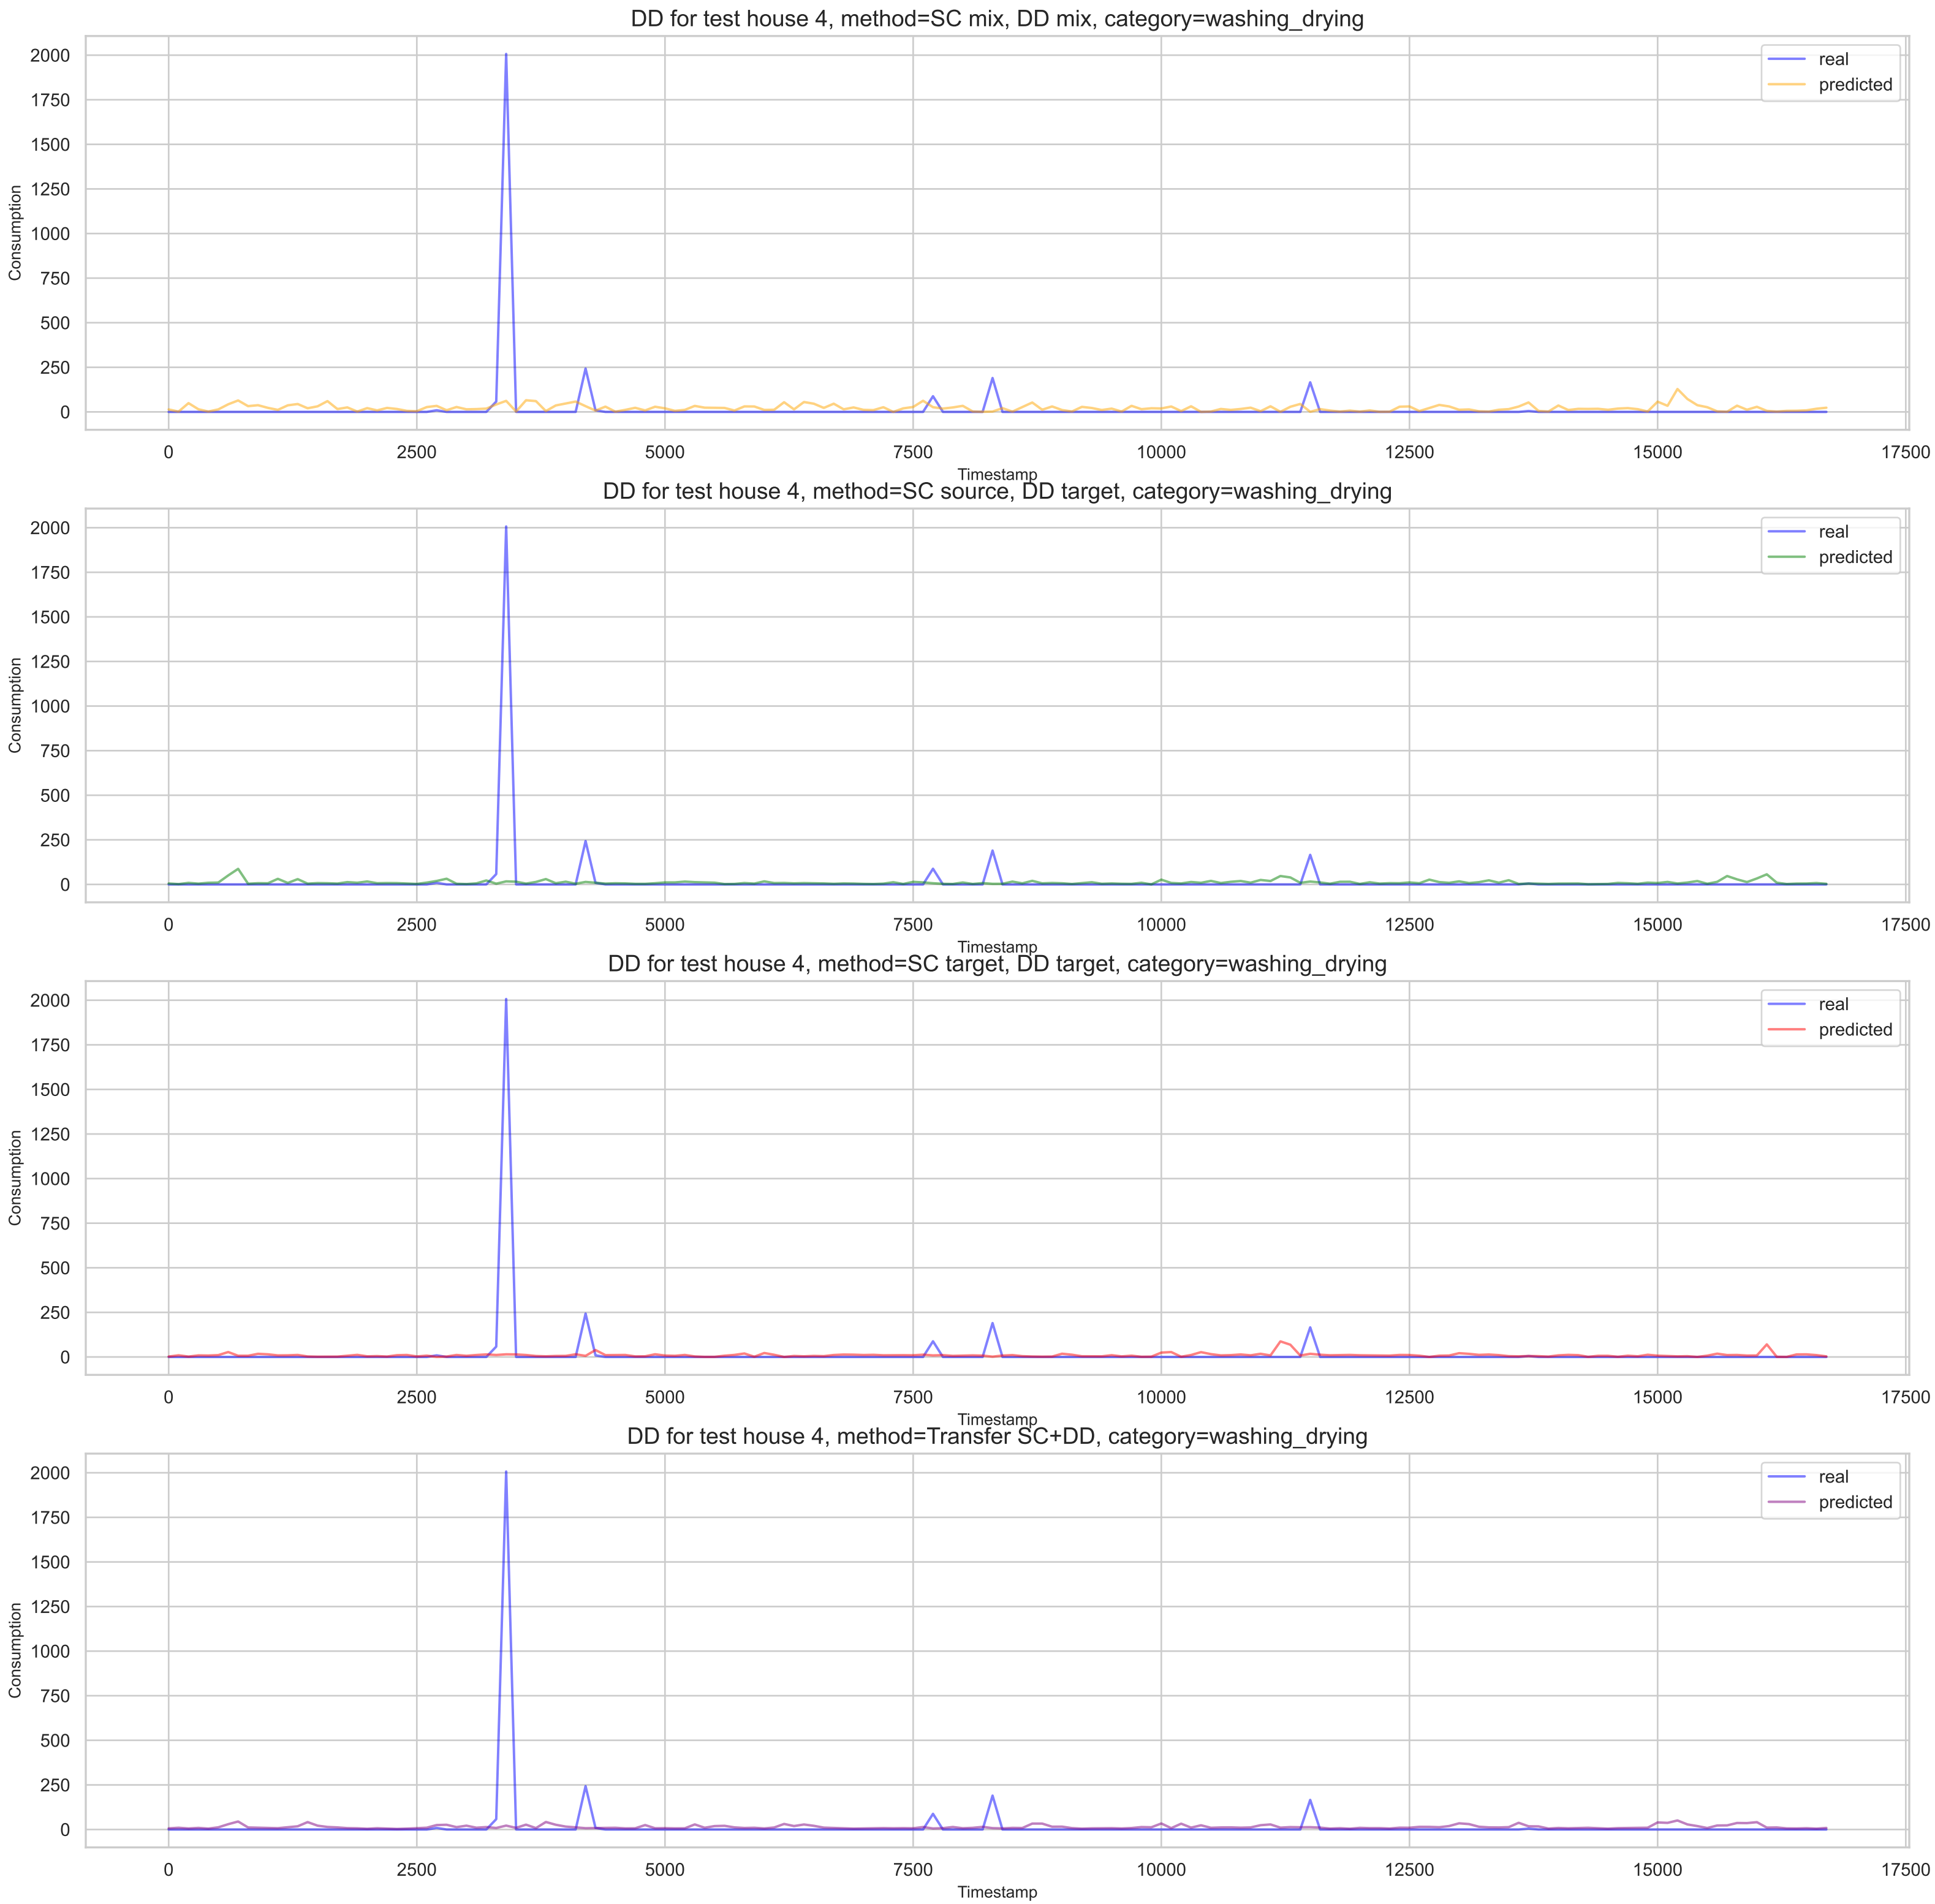 DD for test house 4, method=SC mix, DD mix, category=washing_drying
2000
1750
1500
1250
1000
750
500
250
0
Consumption
real
predicted
0 2500 5000 7500 10000 12500 15000 17500
Timestamp
DD for test house 4, method=SC source, DD target, category=washing_drying
2000
1750
1500
1250
1000
750
500
250
0
Consumption
real
predicted
0 2500 5000 7500 10000 12500 15000 17500
Timestamp
DD for test house 4, method=SC target, DD target, category=washing_drying
2000
1750
1500
1250
1000
750
500
250
0
Consumption
real
predicted
0 2500 5000 7500 10000 12500 15000 17500
Timestamp
DD for test house 4, method=Transfer SC+DD, category=washing_drying
2000
1750
1500
1250
1000
750
500
250
0
Consumption
real
predicted
0 2500 5000 7500 10000 12500 15000 17500
Timestamp